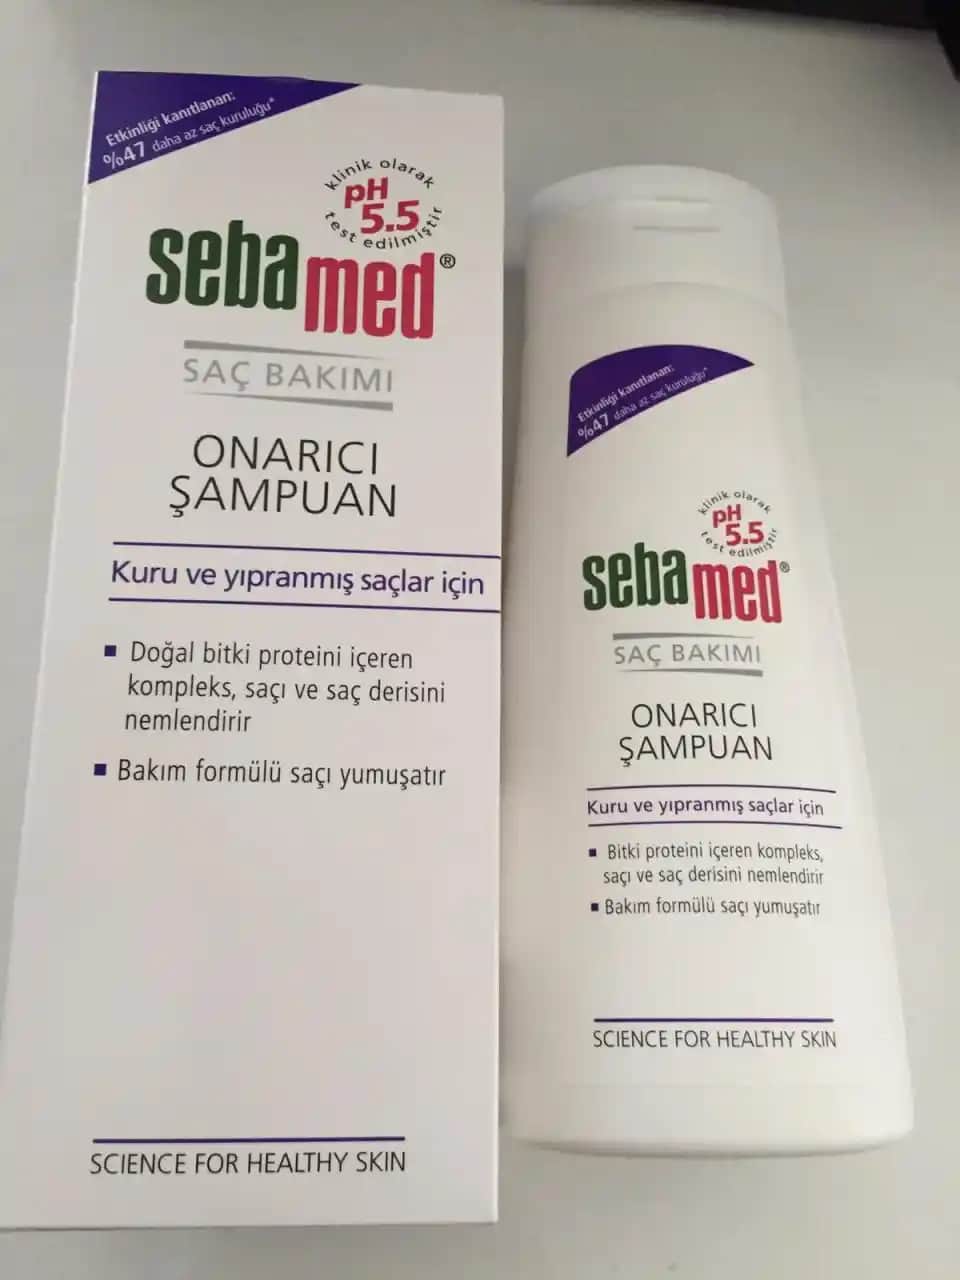 Etkinliği kanıtlanan:
%47 daha az saç kuruluğu*
klinik olarak
pH
5.5
test edilmiştir
sebamed®
SAÇ BAKIMI
ONARICI
ŞAMPUAN
Kuru ve yıpranmış saçlar için
▪ Doğal bitki proteini içeren
kompleks, saçı ve saç derisini
nemlendirir
▪ Bakım formülü saçı yumuşatır
SCIENCE FOR HEALTHY SKIN
Etkinliği kanıtlanan:
%47 daha az saç kuruluğu*
klinik olarak
pH
5.5
test edilmiştir
sebamed®
SAÇ BAKIMI
ONARICI
ŞAMPUAN
Kuru ve yıpranmış saçlar için
▪ Bitki proteini içeren kompleks,
saçı ve saç derisini nemlendirir
▪ Bakım formülü saçı yumuşatır
SCIENCE FOR HEALTHY SKIN